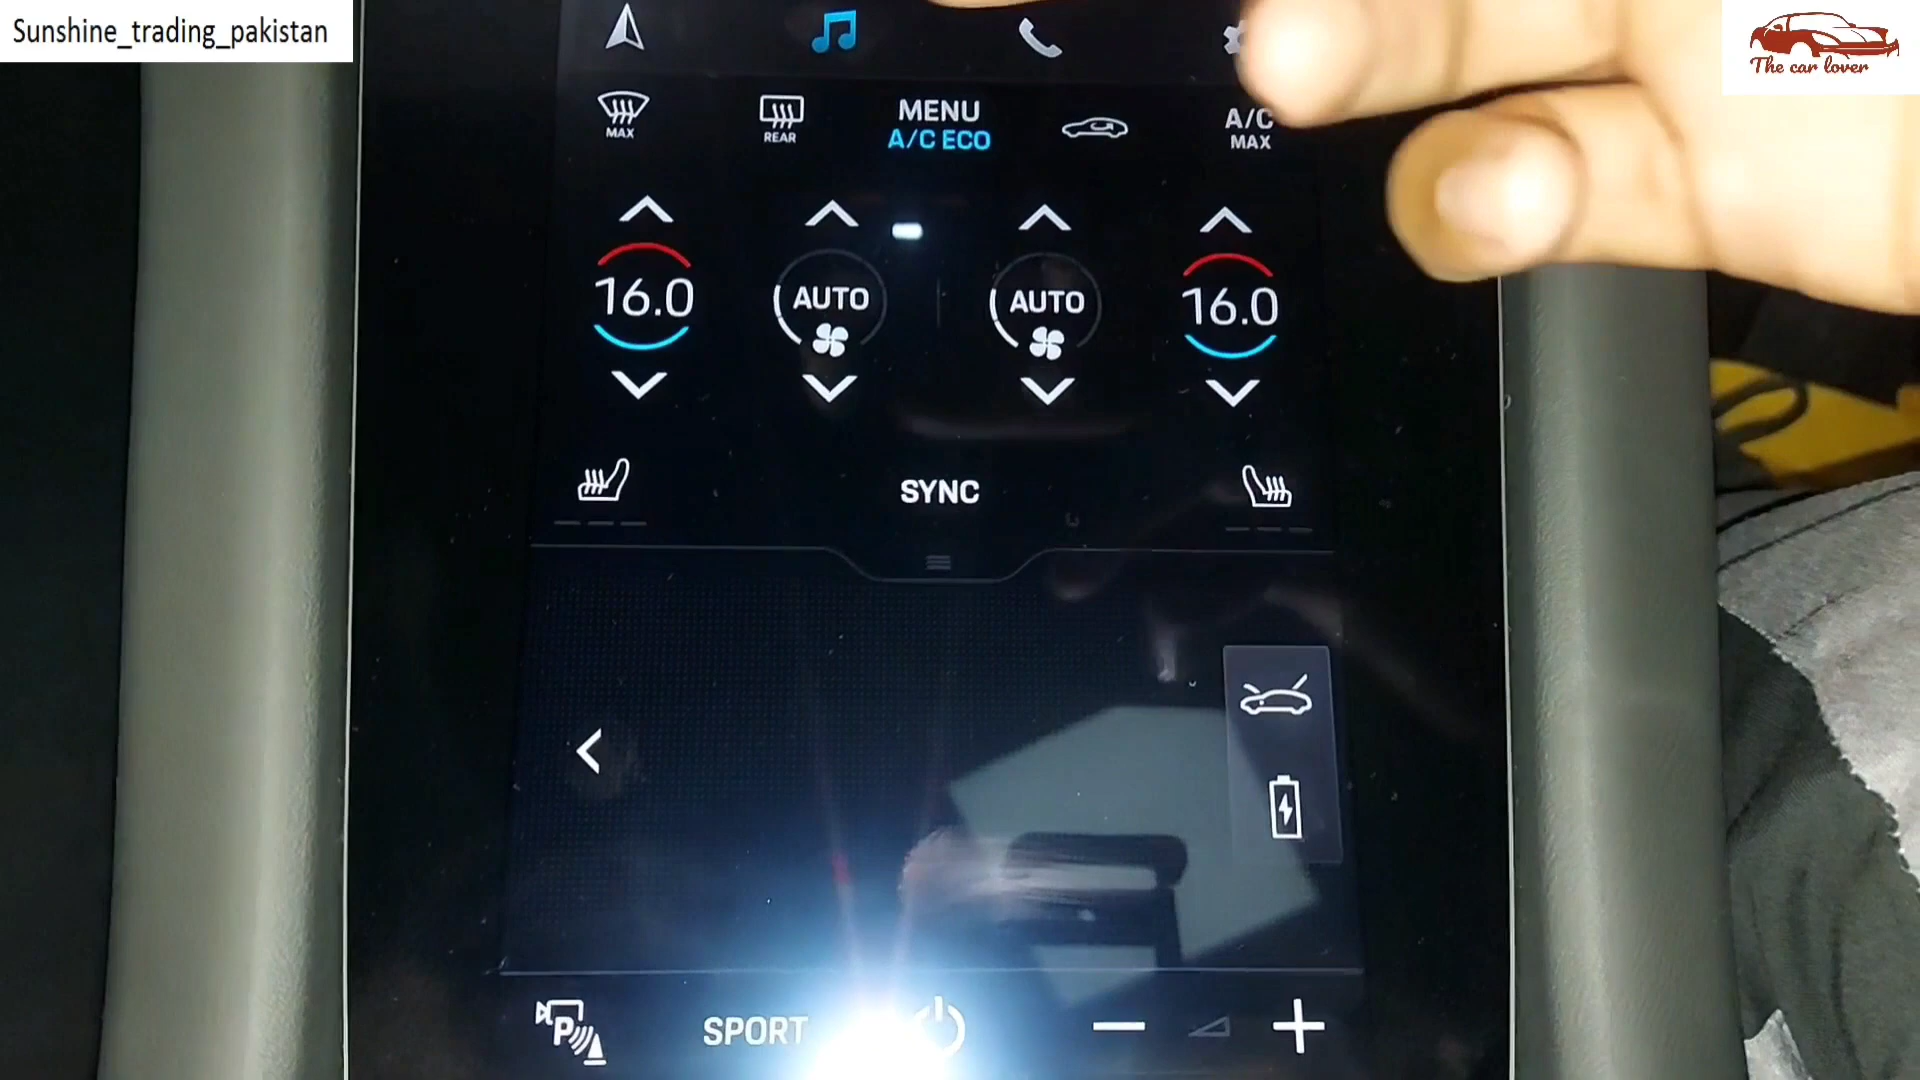 Sunshine_trading_pakistan
The car lover
MAX
REAR
MENU
A/C ECO
A/C
MAX
16.0
AUTO
AUTO
16.0
SYNC
P
SPORT